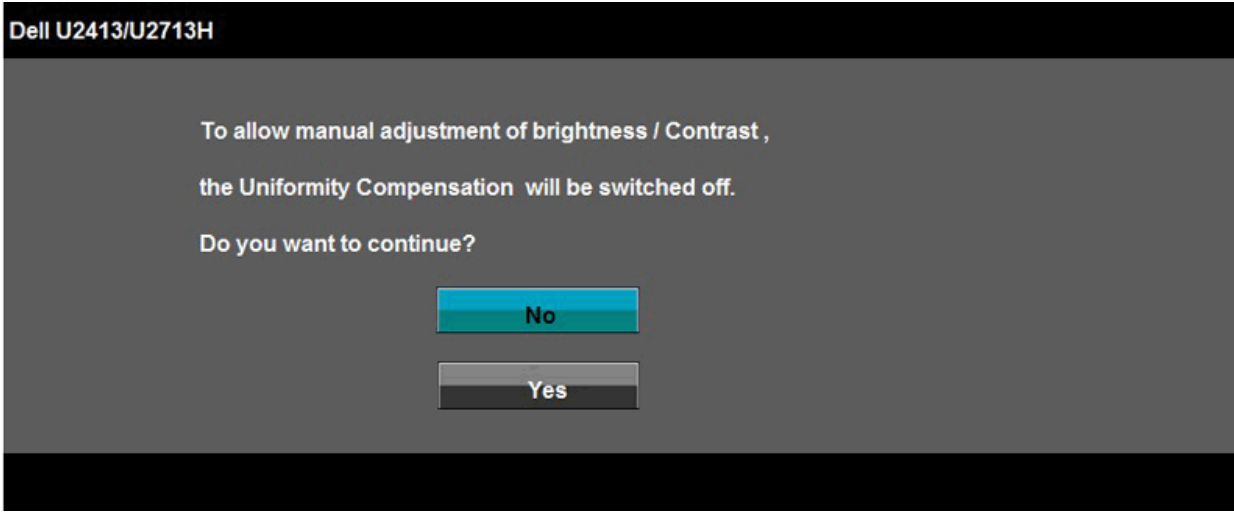 Dell U2413/U2713H
To allow manual adjustment of brightness / Contrast ,
the Uniformity Compensation  will be switched off.
Do you want to continue?
No
Yes